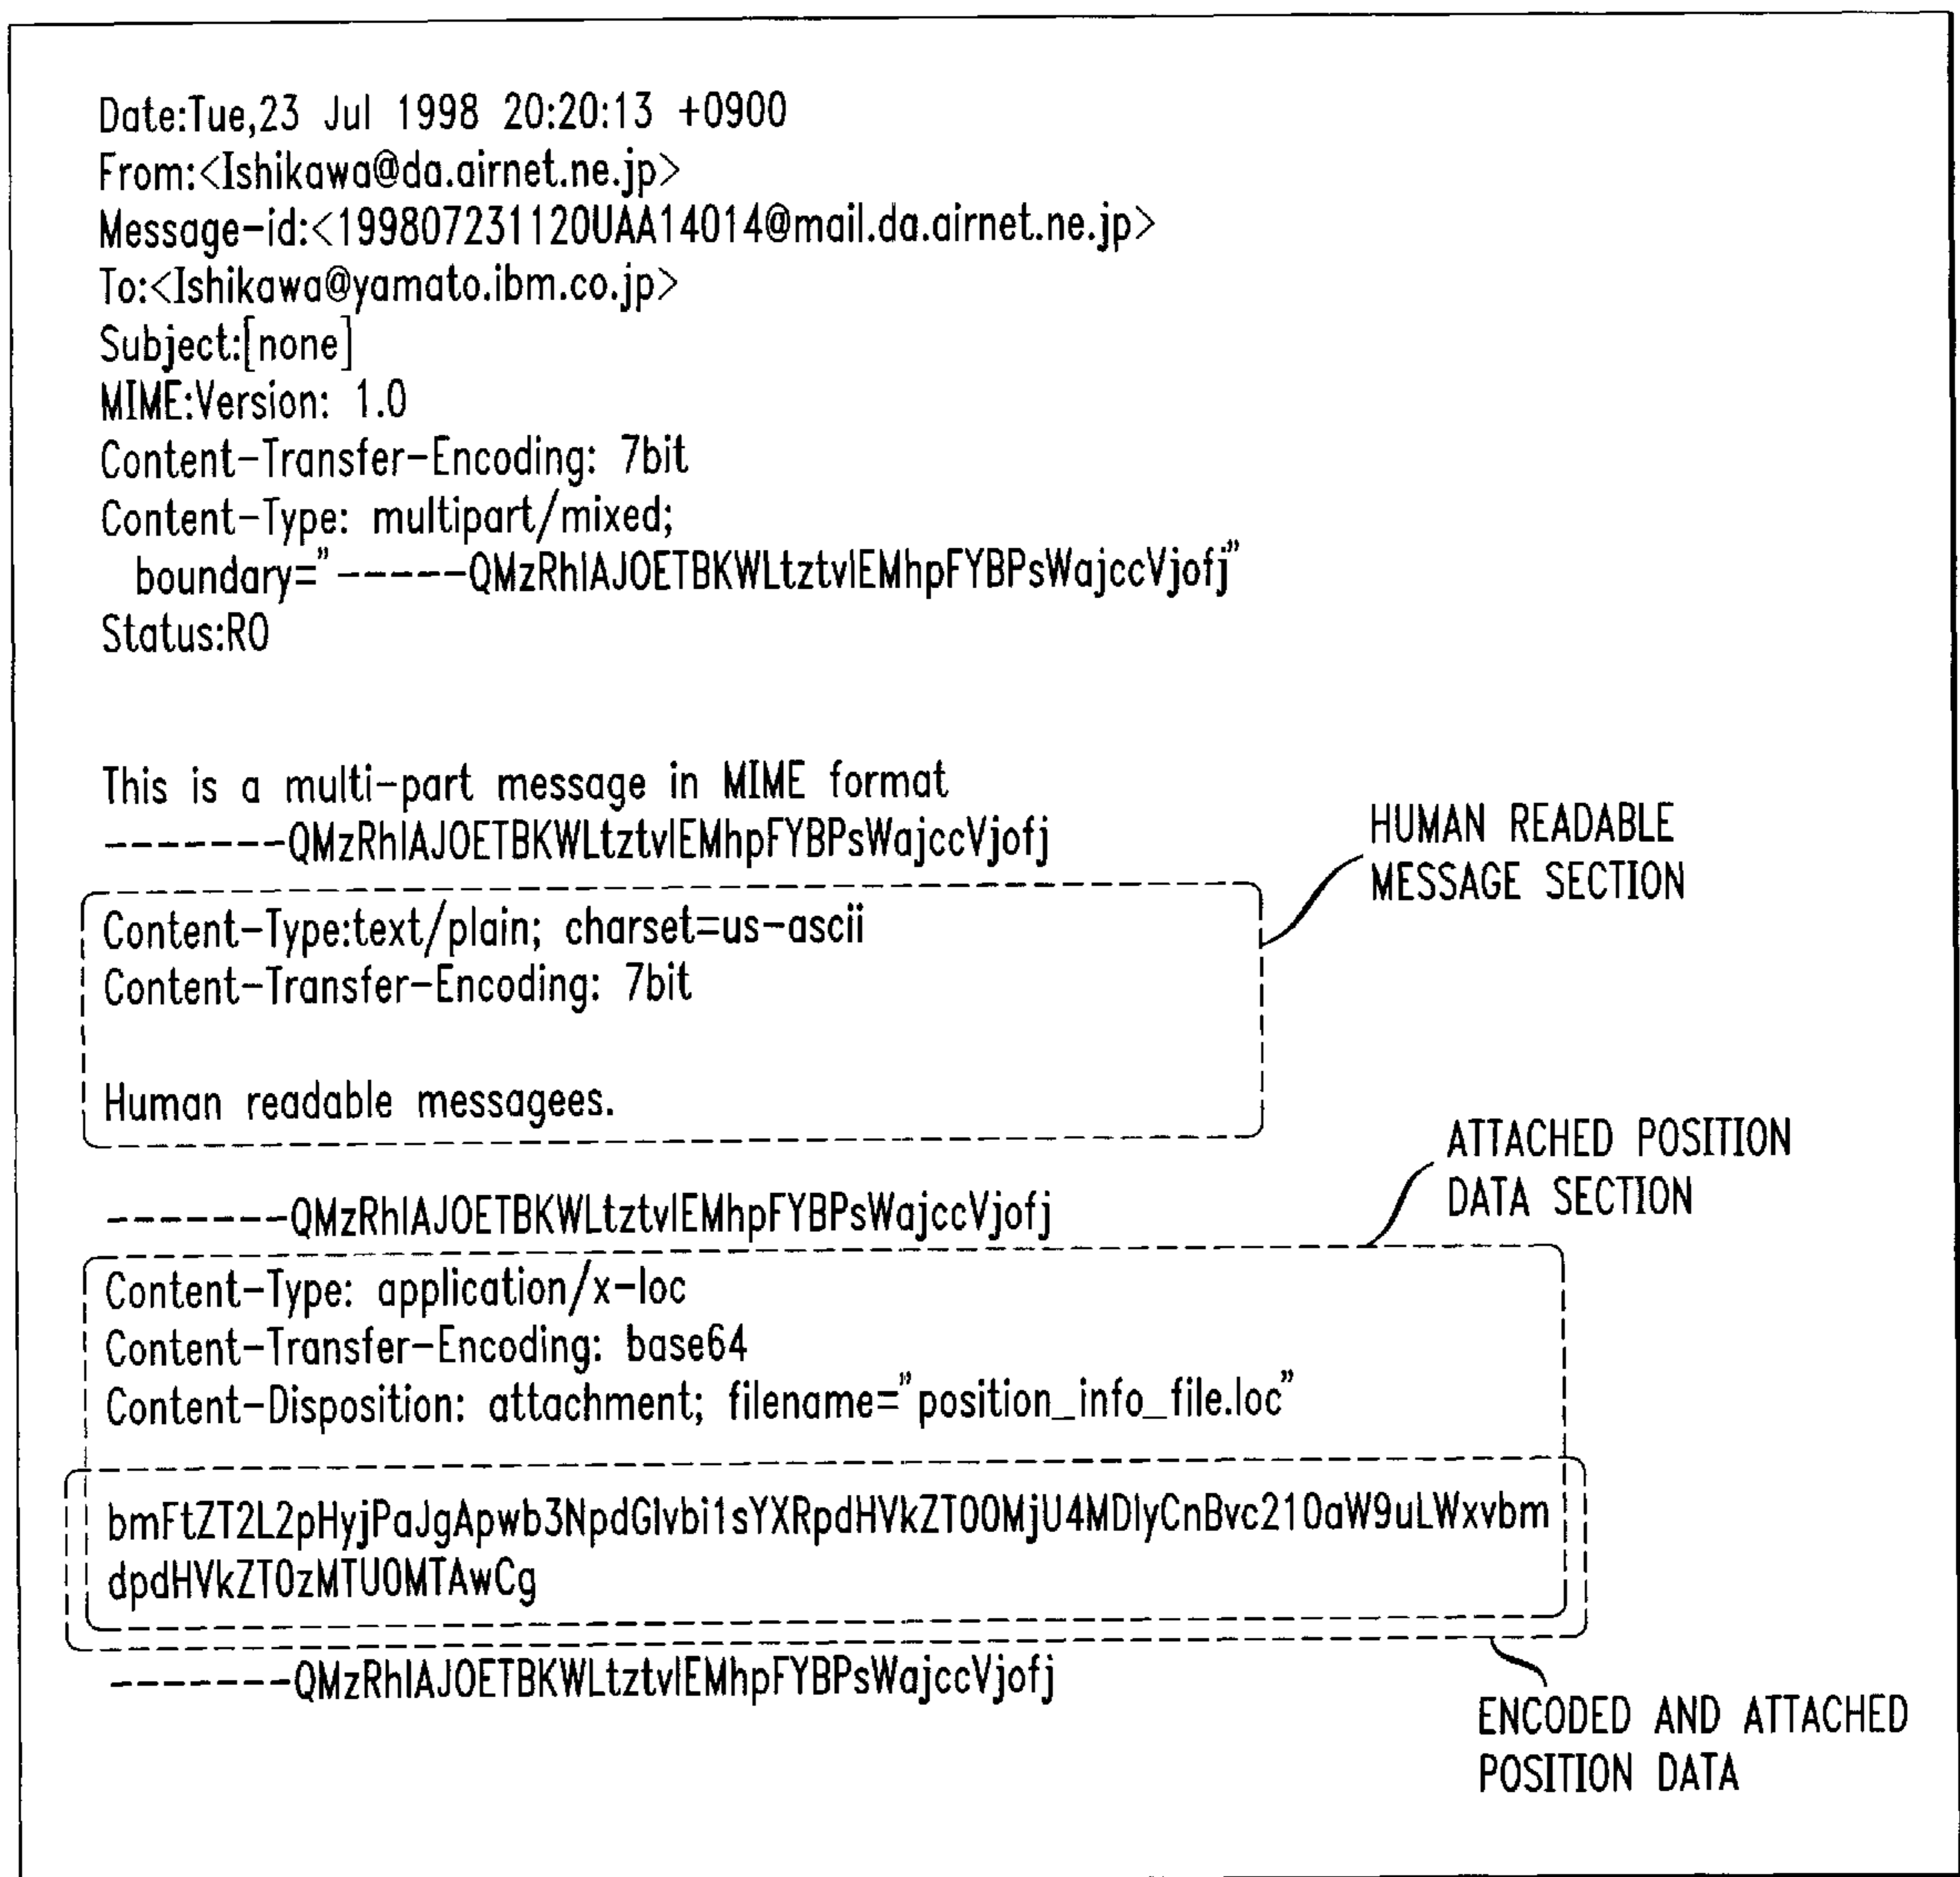 Date:Tue,23 Jul 1998 20:20:13 +0900
From:<Ishikawa@da.airnet.ne.jp>
Message-id:<199807231120UAA14014@mail.da.airnet.ne.jp>
To:<Ishikawa@yamato.ibm.co.jp>
Subject:[none]
MIME:Version: 1.0
Content-Transfer-Encoding: 7bit
Content-Type: multipart/mixed;
boundary="-----QMzRhIAJOETBKWLtztvlEMhpFYBPsWajccVjofj"
Status:RO
This is a multi-part message in MIME format
-------QMzRhIAJOETBKWLtztvlEMhpFYBPsWajccVjofj
HUMAN READABLE
MESSAGE SECTION
Content-Type:text/plain; charset=us-ascii
Content-Transfer-Encoding: 7bit
Human readable messagees.
ATTACHED POSITION
DATA SECTION
-------QMzRhIAJOETBKWLtztvlEMhpFYBPsWajccVjofj
Content-Type: application/x-loc
Content-Transfer-Encoding: base64
Content-Disposition: attachment; filename="position_info_file.loc"
bmFtZT2L2pHyjPaJgApwb3NpdGlvbi1sYXRpdHVkZT00MjU4MDIyCnBvc210aW9uLWxvbm
dpdHVkZT0zMTU0MTAwCg
-------QMzRhIAJOETBKWLtztvlEMhpFYBPsWajccVjofj
ENCODED AND ATTACHED
POSITION DATA